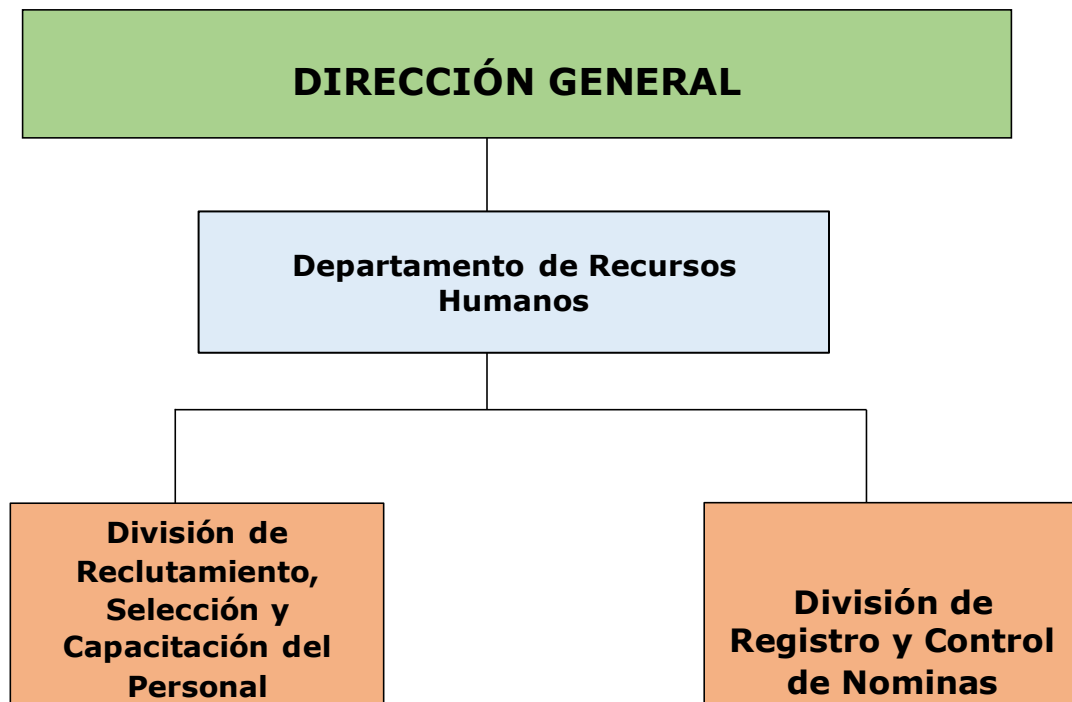 DIRECCIÓN GENERAL
Departamento de Recursos
Humanos
División de
Reclutamiento,
Selección y
Capacitación del
Personal
División de
Registro y Control
de Nominas